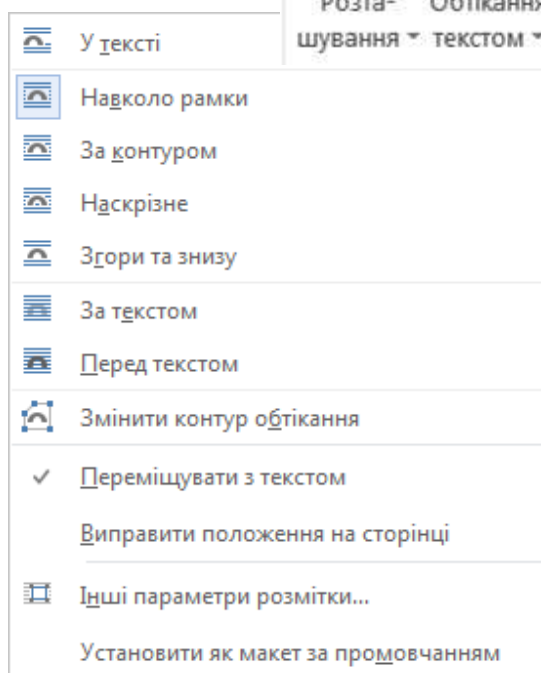 Розта- Обтікання
шування текстом
У тексті
Навколо рамки
За контуром
Наскрізне
Згори та знизу
За текстом
Перед текстом
Змінити контур обтікання
Переміщувати з текстом
Виправити положення на сторінці
Інші параметри розмітки...
Установити як макет за промовчанням